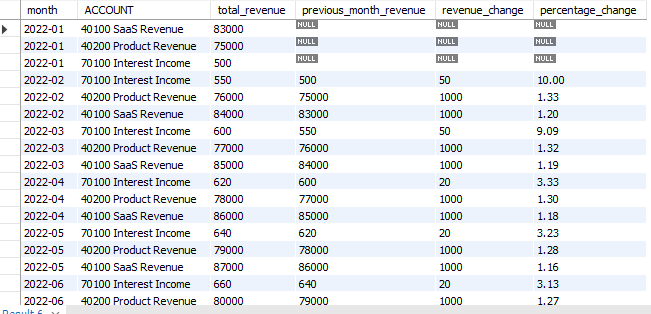 month ACCOUNT total_revenue previous_month_revenue revenue_change percentage_change
2022-01 40100 SaaS Revenue 83000 NULL NULL NULL
2022-01 40200 Product Revenue 75000 NULL NULL NULL
2022-01 70100 Interest Income 500 NULL NULL NULL
2022-02 70100 Interest Income 550 500 50 10.00
2022-02 40200 Product Revenue 76000 75000 1000 1.33
2022-02 40100 SaaS Revenue 84000 83000 1000 1.20
2022-03 70100 Interest Income 600 550 50 9.09
2022-03 40200 Product Revenue 77000 76000 1000 1.32
2022-03 40100 SaaS Revenue 85000 84000 1000 1.19
2022-04 70100 Interest Income 620 600 20 3.33
2022-04 40200 Product Revenue 78000 77000 1000 1.30
2022-04 40100 SaaS Revenue 86000 85000 1000 1.18
2022-05 70100 Interest Income 640 620 20 3.23
2022-05 40200 Product Revenue 79000 78000 1000 1.28
2022-05 40100 SaaS Revenue 87000 86000 1000 1.16
2022-06 70100 Interest Income 660 640 20 3.13
2022-06 40200 Product Revenue 80000 79000 1000 1.27
Result 6